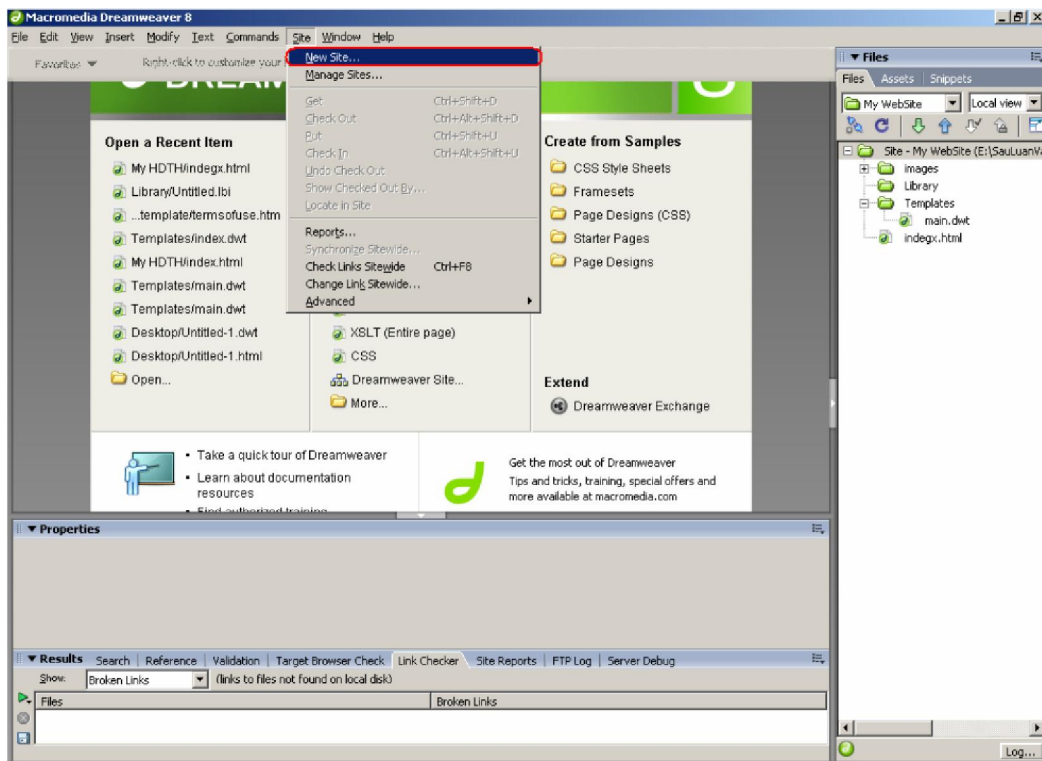 Macromedia Dreamweaver 8
File Edit View Insert Modify Text Commands Site Window Help
Favorites Right-click to customize your
New Site...
Manage Sites...
Get Ctrl+Shift+D
Check Out Ctrl+Alt+Shift+D
Put Ctrl+Shift+U
Check In Ctrl+Alt+Shift+U
Undo Check Out
Show Checked Out By...
Locate in Site
Reports...
Synchronize Sitewide...
Check Links Sitewide Ctrl+F8
Change Link Sitewide...
Advanced
Open a Recent Item
My HDTH/indegx.html
Library/Untitled.lbi
...template/termsofuse.htm
Templates/index.dwt
My HDTH/index.html
Templates/main.dwt
Templates/main.dwt
Desktop/Untitled-1.dwt
Desktop/Untitled-1.html
Open...
XSLT (Entire page)
CSS
Dreamweaver Site...
More...
Create from Samples
CSS Style Sheets
Framesets
Page Designs (CSS)
Starter Pages
Page Designs
Extend
Dreamweaver Exchange
• Take a quick tour of Dreamweaver
• Learn about documentation
resources
• Find authorized training
Get the most out of Dreamweaver
Tips and tricks, training, special offers and
more available at macromedia.com
Properties
Results Search Reference Validation Target Browser Check Link Checker Site Reports FTP Log Server Debug
Show: Broken Links (links to files not found on local disk)
Files Broken Links
Files
Files Assets Snippets
My WebSite Local view
Site - My WebSite (E:\SauLuanV
images
Library
Templates
main.dwt
indegx.html
Log...